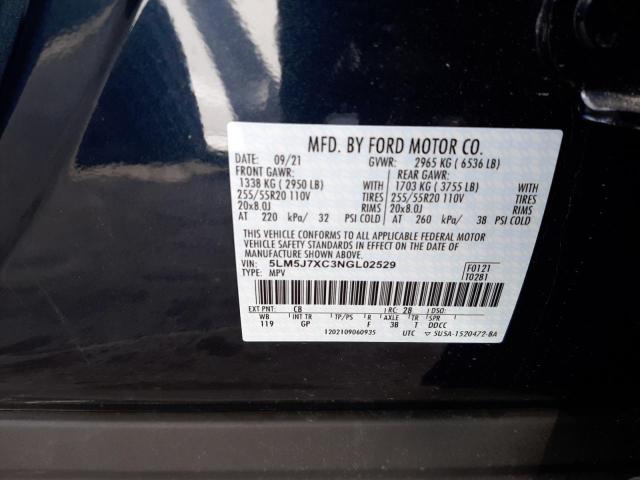 MFD. BY FORD MOTOR CO.
DATE: 09/21 GVWR: 2965 KG ( 6536 LB)
FRONT GAWR: REAR GAWR:
1338 KG ( 2950 LB) WITH 1703 KG ( 3755 LB) WITH
255/55R20 110V TIRES 255/55R20 110V TIRES
20x8.0J RIMS 20x8.0J RIMS
AT 220 kPa/ 32 PSI COLD AT 260 kPa/ 38 PSI COLD
THIS VEHICLE CONFORMS TO ALL APPLICABLE FEDERAL MOTOR
VEHICLE SAFETY STANDARDS IN EFFECT ON THE DATE OF
MANUFACTURE SHOWN ABOVE.
VIN: 5LM5J7XC3NGL02529 F0121
TYPE: MPV T0281
EXT PNT: C8 RC: 28 DSO:
WB INT TR TP/PS R AXLE TR SPR
119 GP F 3B T DDCC
1202109060935 UTC 5USA-1520472-BA